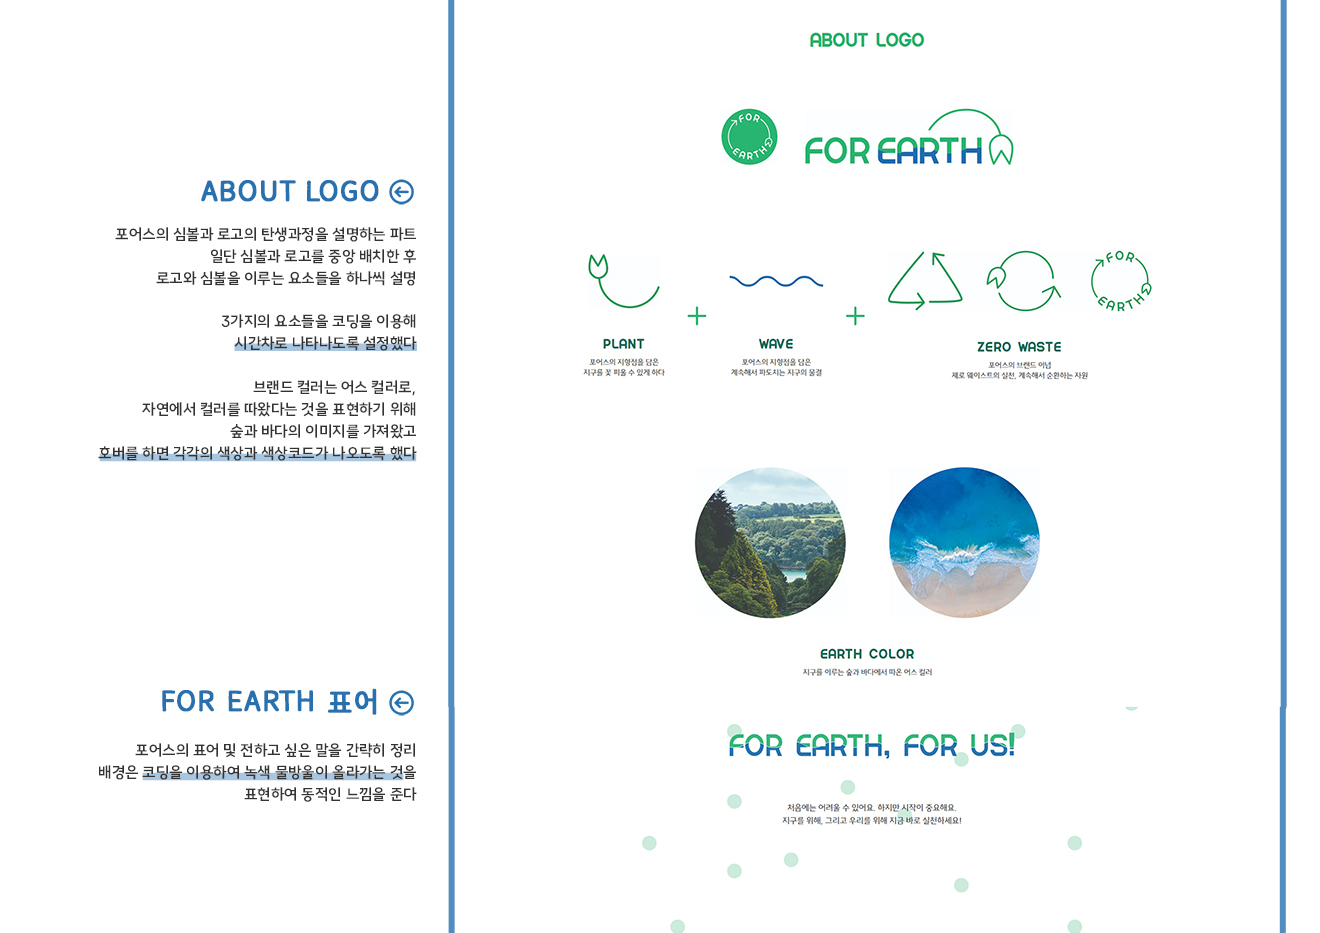 ABOUT LOGO
포어스의 심볼과 로고의 탄생과정을 설명하는 파트
일단 심볼과 로고를 중앙 배치한 후
로고와 심볼을 이루는 요소들을 하나씩 설명
3가지의 요소들을 코딩을 이용해
시간차로 나타나도록 설정했다
브랜드 컬러는 어스 컬러로,
자연에서 컬러를 따왔다는 것을 표현하기 위해
숲과 바다의 이미지를 가져왔고
호버를 하면 각각의 색상과 색상코드가 나오도록 했다
FOR EARTH 표어
포어스의 표어 및 전하고 싶은 말을 간략히 정리
배경은 코딩을 이용하여 녹색 물방울이 올라가는 것을
표현하여 동적인 느낌을 준다
ABOUT LOGO
FOR
EARTH
FOR EARTH
FOR
EARTH
PLANT
포어스의 지향점을 담은
지구를 꽃 피울 수 있게 하다
WAVE
포어스의 지향점을 담은
계속해서 파도치는 지구의 물결
ZERO WASTE
포어스의 브랜드 이념
제로 웨이스트의 실천, 계속해서 순환하는 자원
EARTH COLOR
지구를 이루는 숲과 바다에서 따온 어스 컬러
FOR EARTH, FOR US!
처음에는 어려울 수 있어요. 하지만 시작이 중요해요.
지구를 위해, 그리고 우리를 위해 지금 바로 실천하세요!